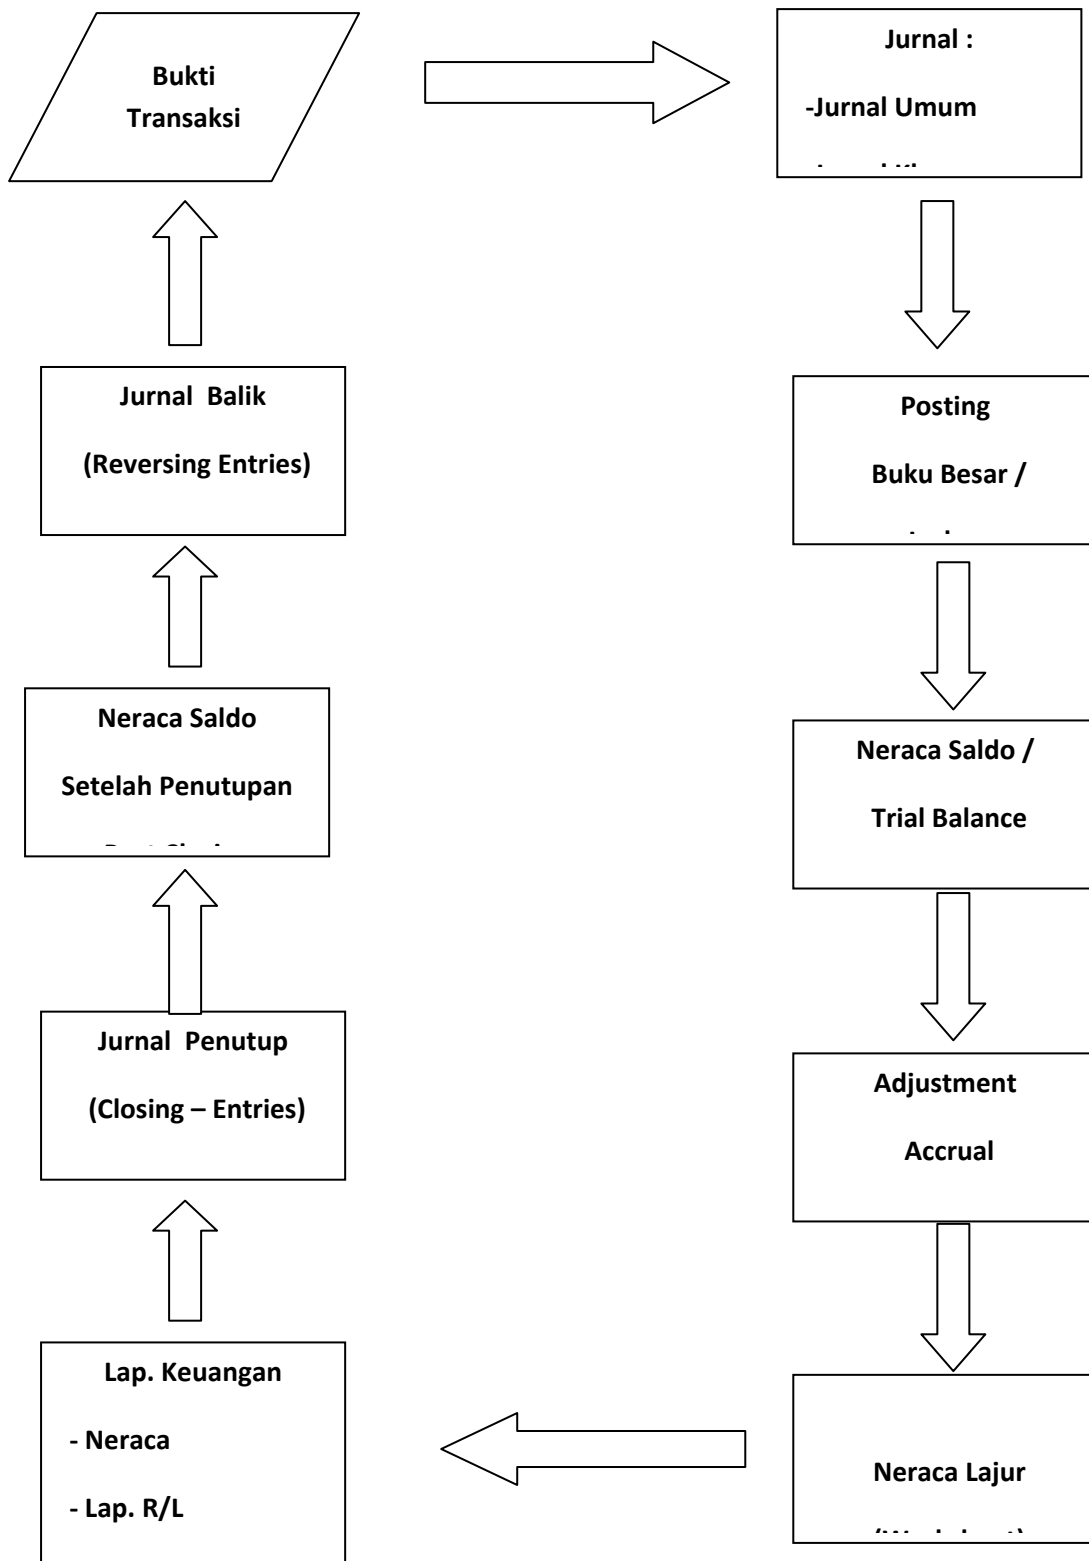 Bukti
Transaksi
Jurnal :
-Jurnal Umum
Jurnal Balik
(Reversing Entries)
Posting
Buku Besar /
Neraca Saldo
Setelah Penutupan
Neraca Saldo /
Trial Balance
Jurnal Penutup
(Closing – Entries)
Adjustment
Accrual
Lap. Keuangan
- Neraca
- Lap. R/L
Neraca Lajur